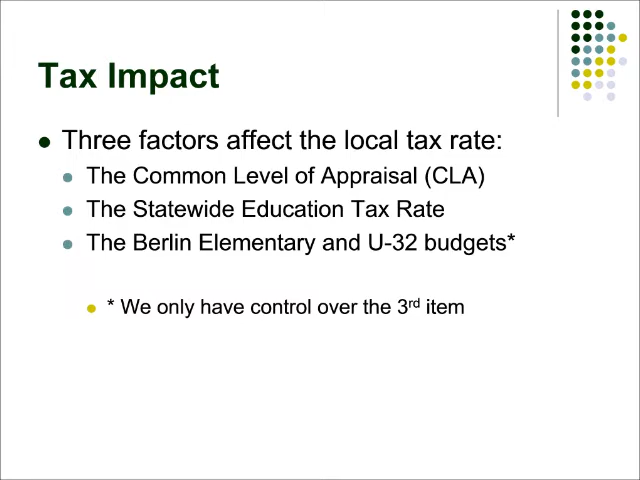 Tax Impact
Three factors affect the local tax rate:
The Common Level of Appraisal (CLA)
The Statewide Education Tax Rate
The Berlin Elementary and U-32 budgets*
* We only have control over the 3rd item